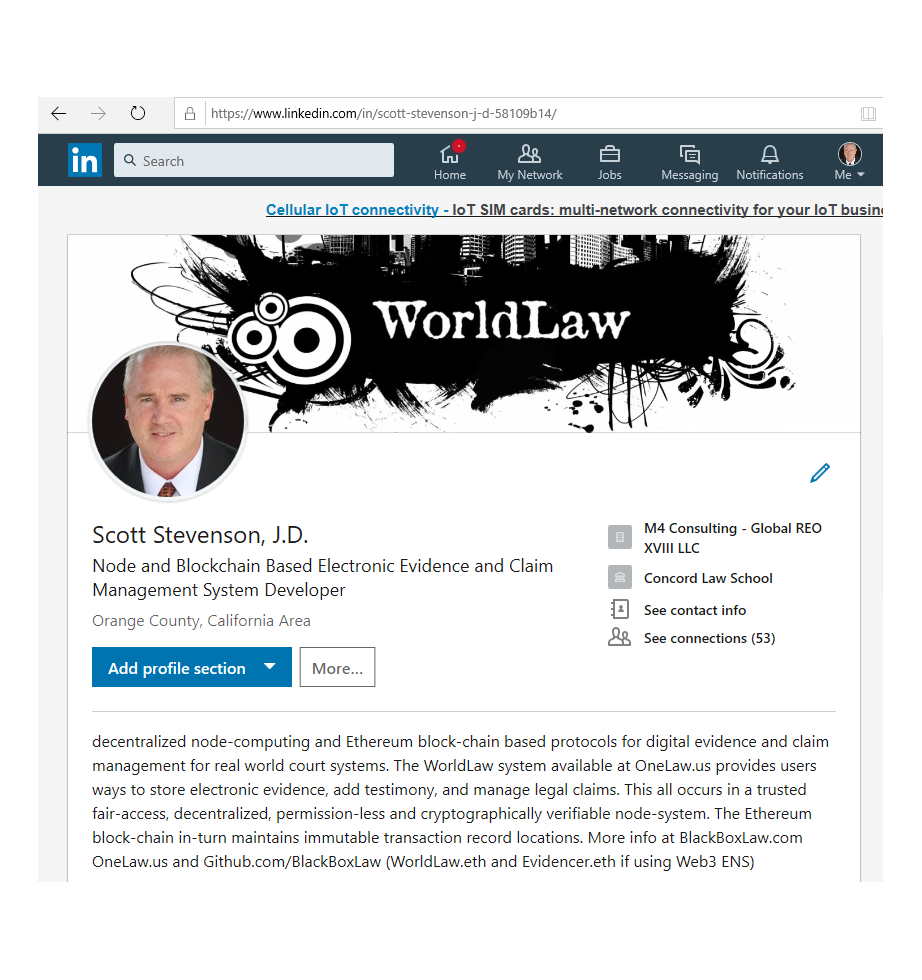 https://www.linkedin.com/in/scott-stevenson-j-d-58109b14/
in
Search
Home
My Network
Jobs
Messaging
Notifications
Me
Cellular IoT connectivity - IoT SIM cards: multi-network connectivity for your IoT busin
WorldLaw
Scott Stevenson, J.D.
Node and Blockchain Based Electronic Evidence and Claim
Management System Developer
Orange County, California Area
Add profile section
More...
M4 Consulting - Global REO
XVIII LLC
Concord Law School
See contact info
See connections (53)
decentralized node-computing and Ethereum block-chain based protocols for digital evidence and claim
management for real world court systems. The WorldLaw system available at OneLaw.us provides users
ways to store electronic evidence, add testimony, and manage legal claims. This all occurs in a trusted
fair-access, decentralized, permission-less and cryptographically verifiable node-system. The Ethereum
block-chain in-turn maintains immutable transaction record locations. More info at BlackBoxLaw.com
OneLaw.us and Github.com/BlackBoxLaw (WorldLaw.eth and Evidencer.eth if using Web3 ENS)